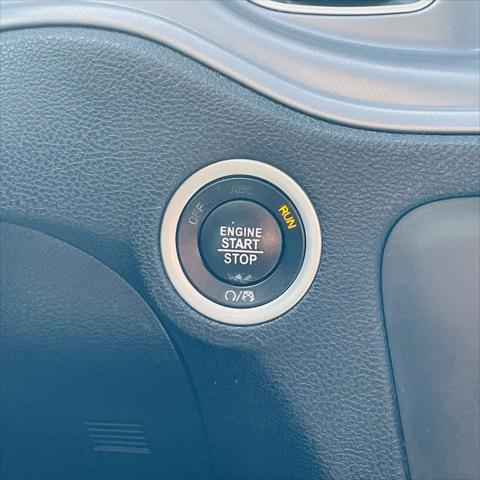 OFF
ACC
RUN
ENGINE
START
STOP